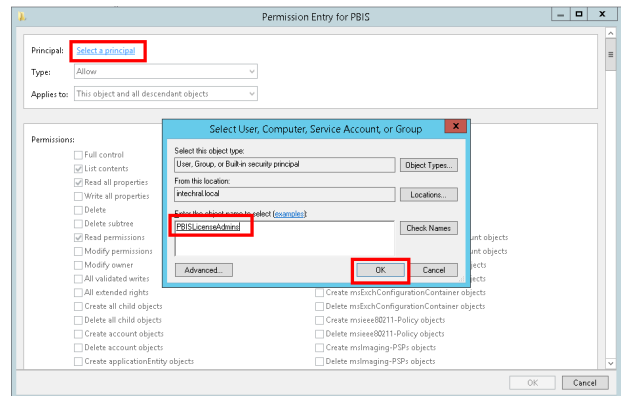 Permission Entry for PBIS
Principal: Select a principal
Type: Allow
Applies to: This object and all descendant objects
Permissions:
Full control
List contents
Read all properties
Write all properties
Delete
Delete subtree
Read permissions
Modify permissions
Modify owner
All validated writes
All extended rights
Create all child objects
Delete all child objects
Create account objects
Delete account objects
Create applicationEntity objects
Select User, Computer, Service Account, or Group
Select this object type:
User, Group, or Built-in security principal
Object Types...
From this location:
intechral.local
Locations...
Enter the object name to select (examples):
PBISLicenseAdmins
Check Names
Advanced...
OK
Cancel
objects
objects
Create msExchConfigurationContainer objects
Delete msExchConfigurationContainer objects
Create msieee80211-Policy objects
Delete msieee80211-Policy objects
Create msImaging-PSPs objects
Delete msImaging-PSPs objects
OK
Cancel